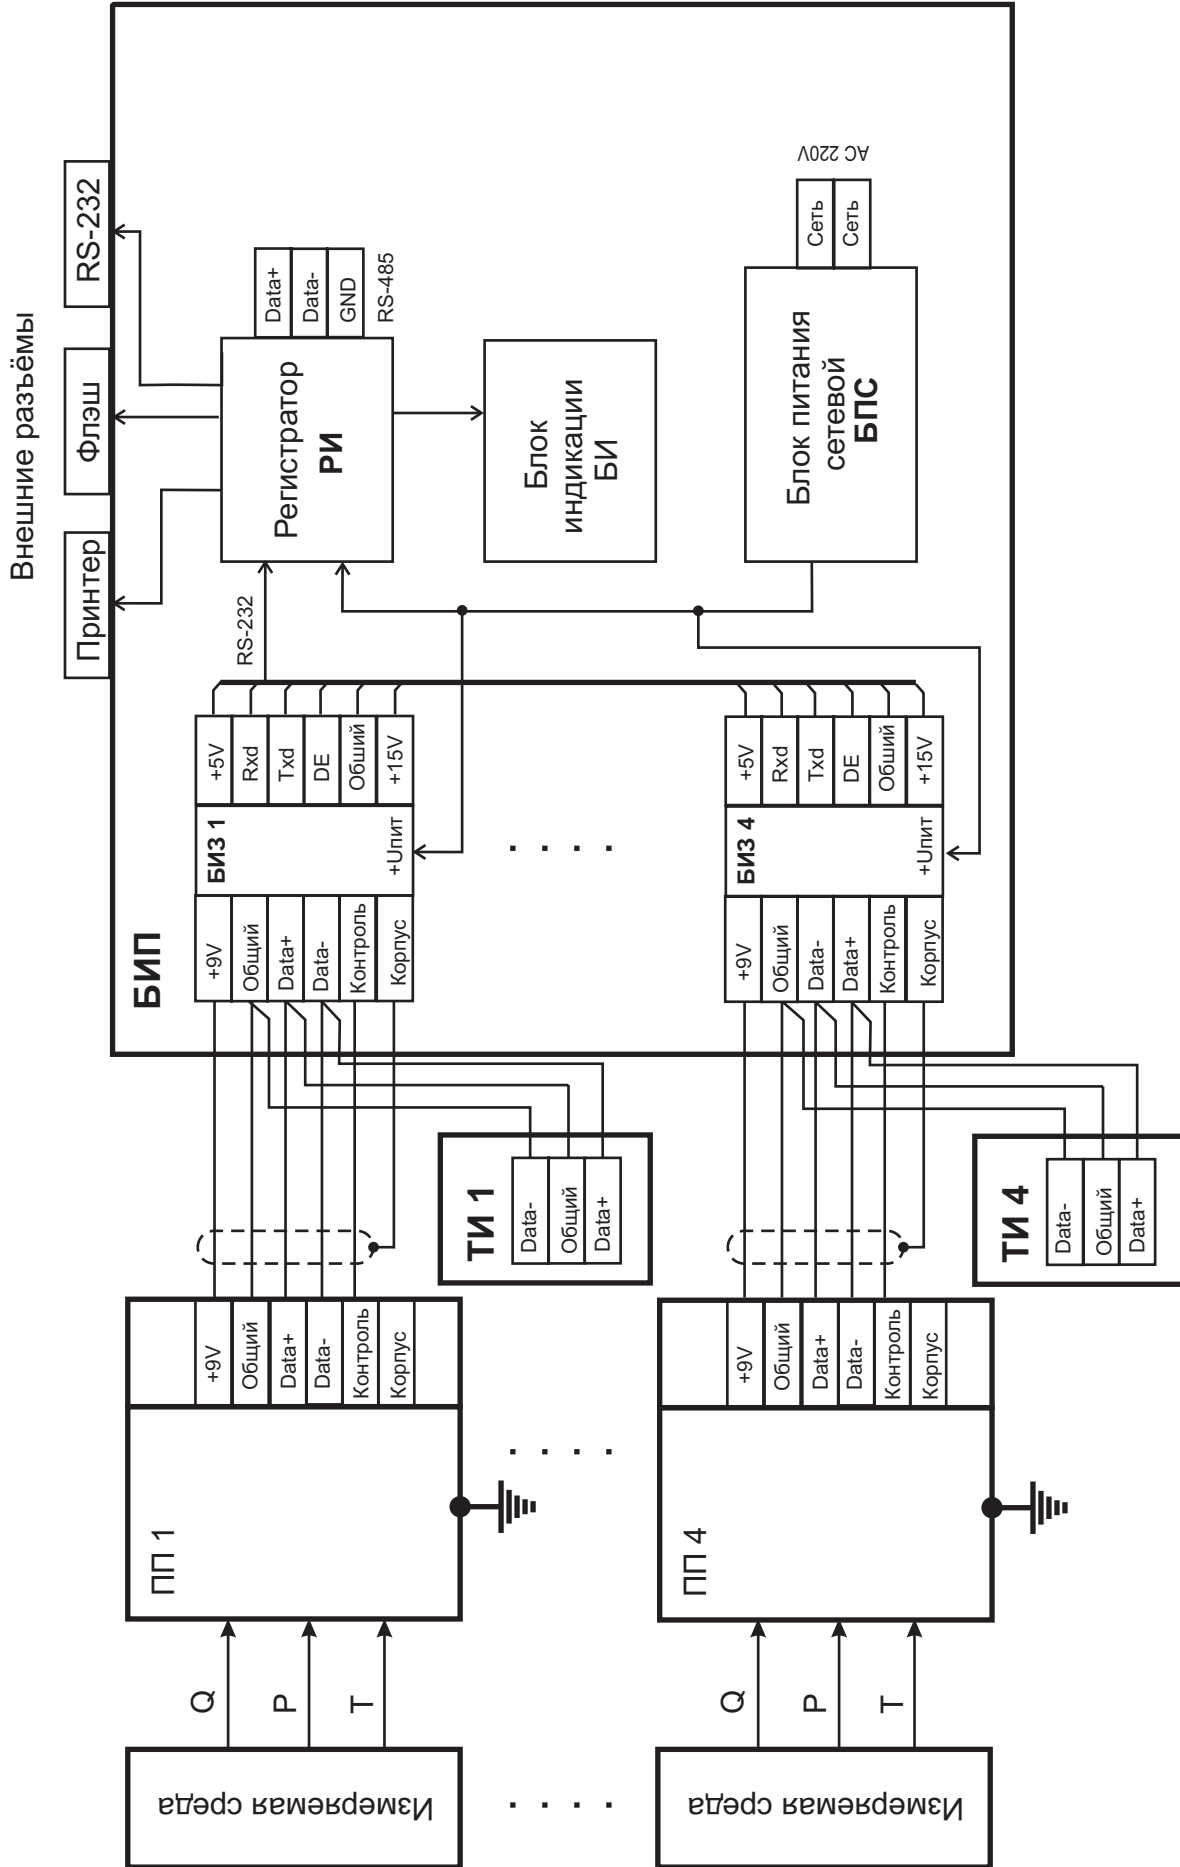 Внешние разъёмы
Принтер
Флэш
RS-232
БИП
RS-232
Регистратор
РИ
Data+
Data-
GND
RS-485
Блок
индикации
БИ
Блок питания
сетевой
БПС
Сеть
Сеть
AC 220V
+5V
Rxd
Txd
DE
Обший
+15V
БИЗ 1
+Uпит
+9V
Общий
Data+
Data-
Контроль
Корпус
. . . .
+5V
Rxd
Txd
DE
Обший
+15V
БИЗ 4
+Uпит
+9V
Общий
Data-
Data+
Контроль
Корпус
ТИ 1
Data-
Общий
Data+
ТИ 4
Data-
Общий
Data+
+9V
Общий
Data+
Data-
Контроль
Корпус
ПП 1
. . . .
+9V
Общий
Data+
Data-
Контроль
Корпус
ПП 4
Q
P
T
Q
P
T
Измеряемая среда
. . . .
Измеряемая среда